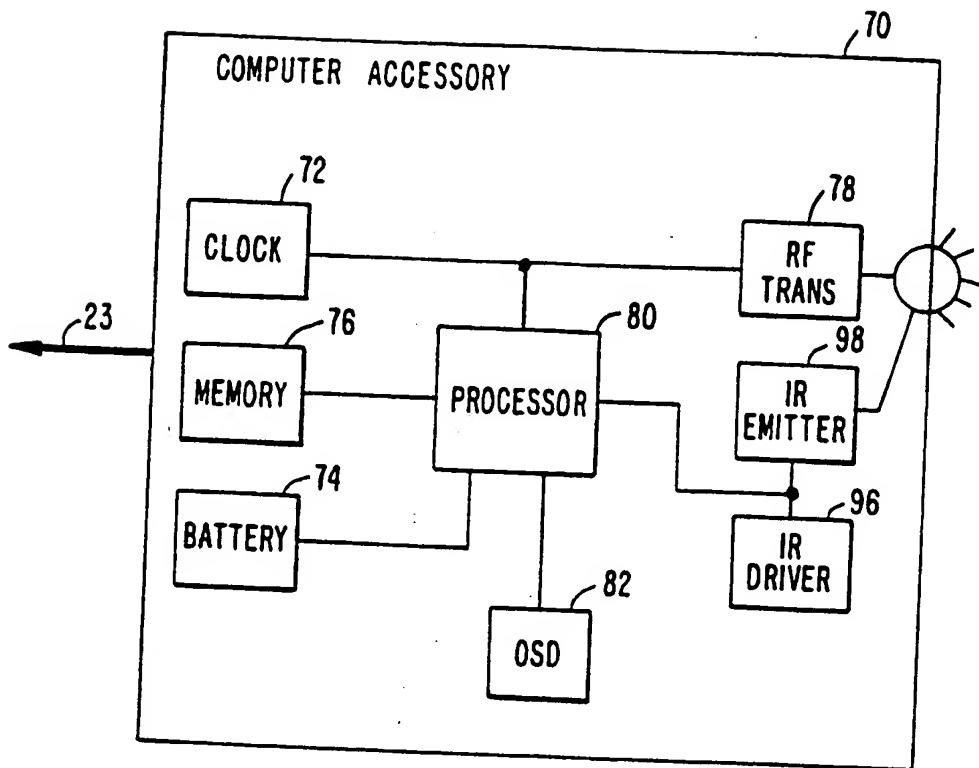 70
COMPUTER ACCESSORY
72
CLOCK
78
RF
TRANS
23
76
MEMORY
80
PROCESSOR
98
IR
EMITTER
74
BATTERY
96
IR
DRIVER
82
OSD